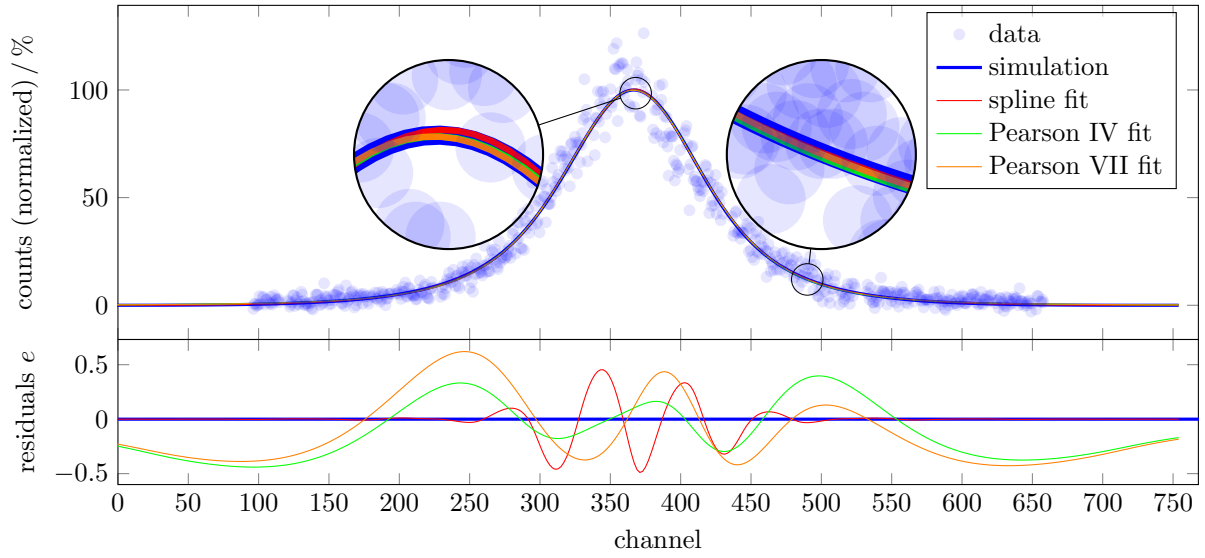 counts (normalized) / %
100
50
0
data
simulation
spline fit
Pearson IV fit
Pearson VII fit
residuals e
0.5
0
−0.5
0 50 100 150 200 250 300 350 400 450 500 550 600 650 700 750
channel